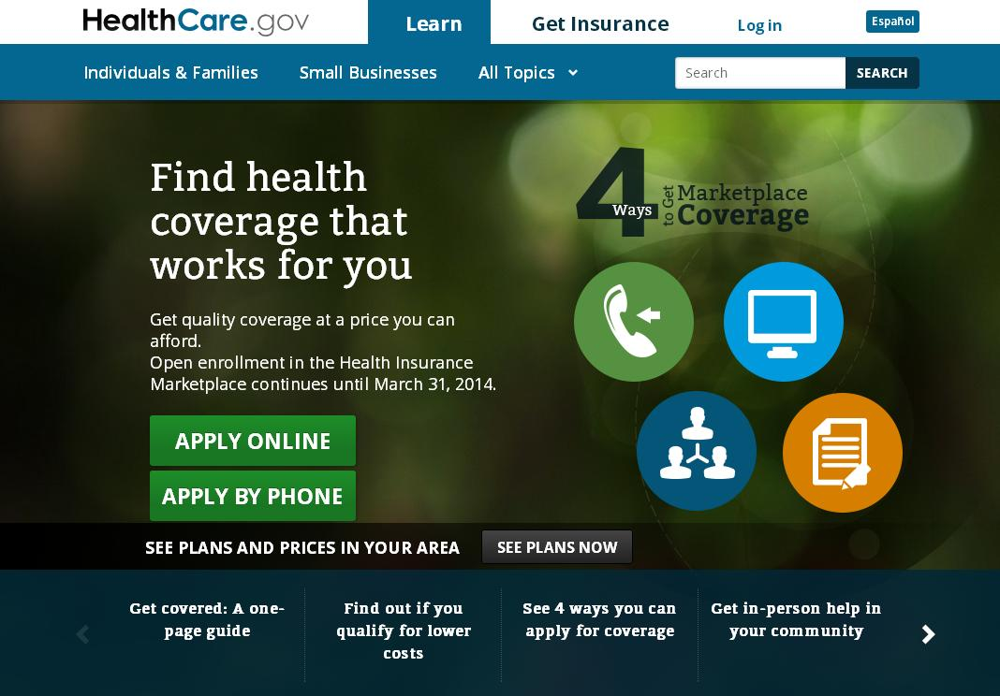 HealthCare.gov
Learn
Get Insurance
Log in
Español
Individuals & Families
Small Businesses
All Topics
Search
SEARCH
Find health
coverage that
works for you
Get quality coverage at a price you can
afford.
Open enrollment in the Health Insurance
Marketplace continues until March 31, 2014.
APPLY ONLINE
APPLY BY PHONE
4 Ways to Get Marketplace
Coverage
SEE PLANS AND PRICES IN YOUR AREA
SEE PLANS NOW
Get covered: A one-
page guide
Find out if you
qualify for lower
costs
See 4 ways you can
apply for coverage
Get in-person help in
your community